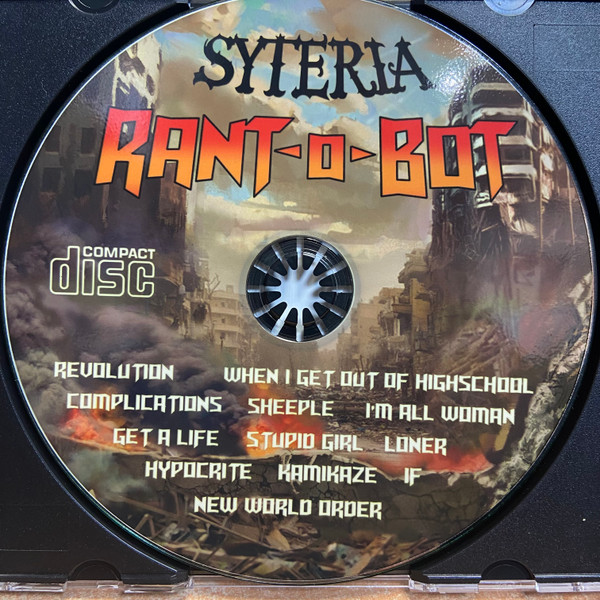 SYTERIA
RANT-O-BOT
COMPACT
disc
REVOLUTION WHEN I GET OUT OF HIGHSCHOOL
COMPLICATIONS SHEEPLE I'M ALL WOMAN
GET A LIFE STUPID GIRL LONER
HYPOCRITE KAMIKAZE IF
NEW WORLD ORDER